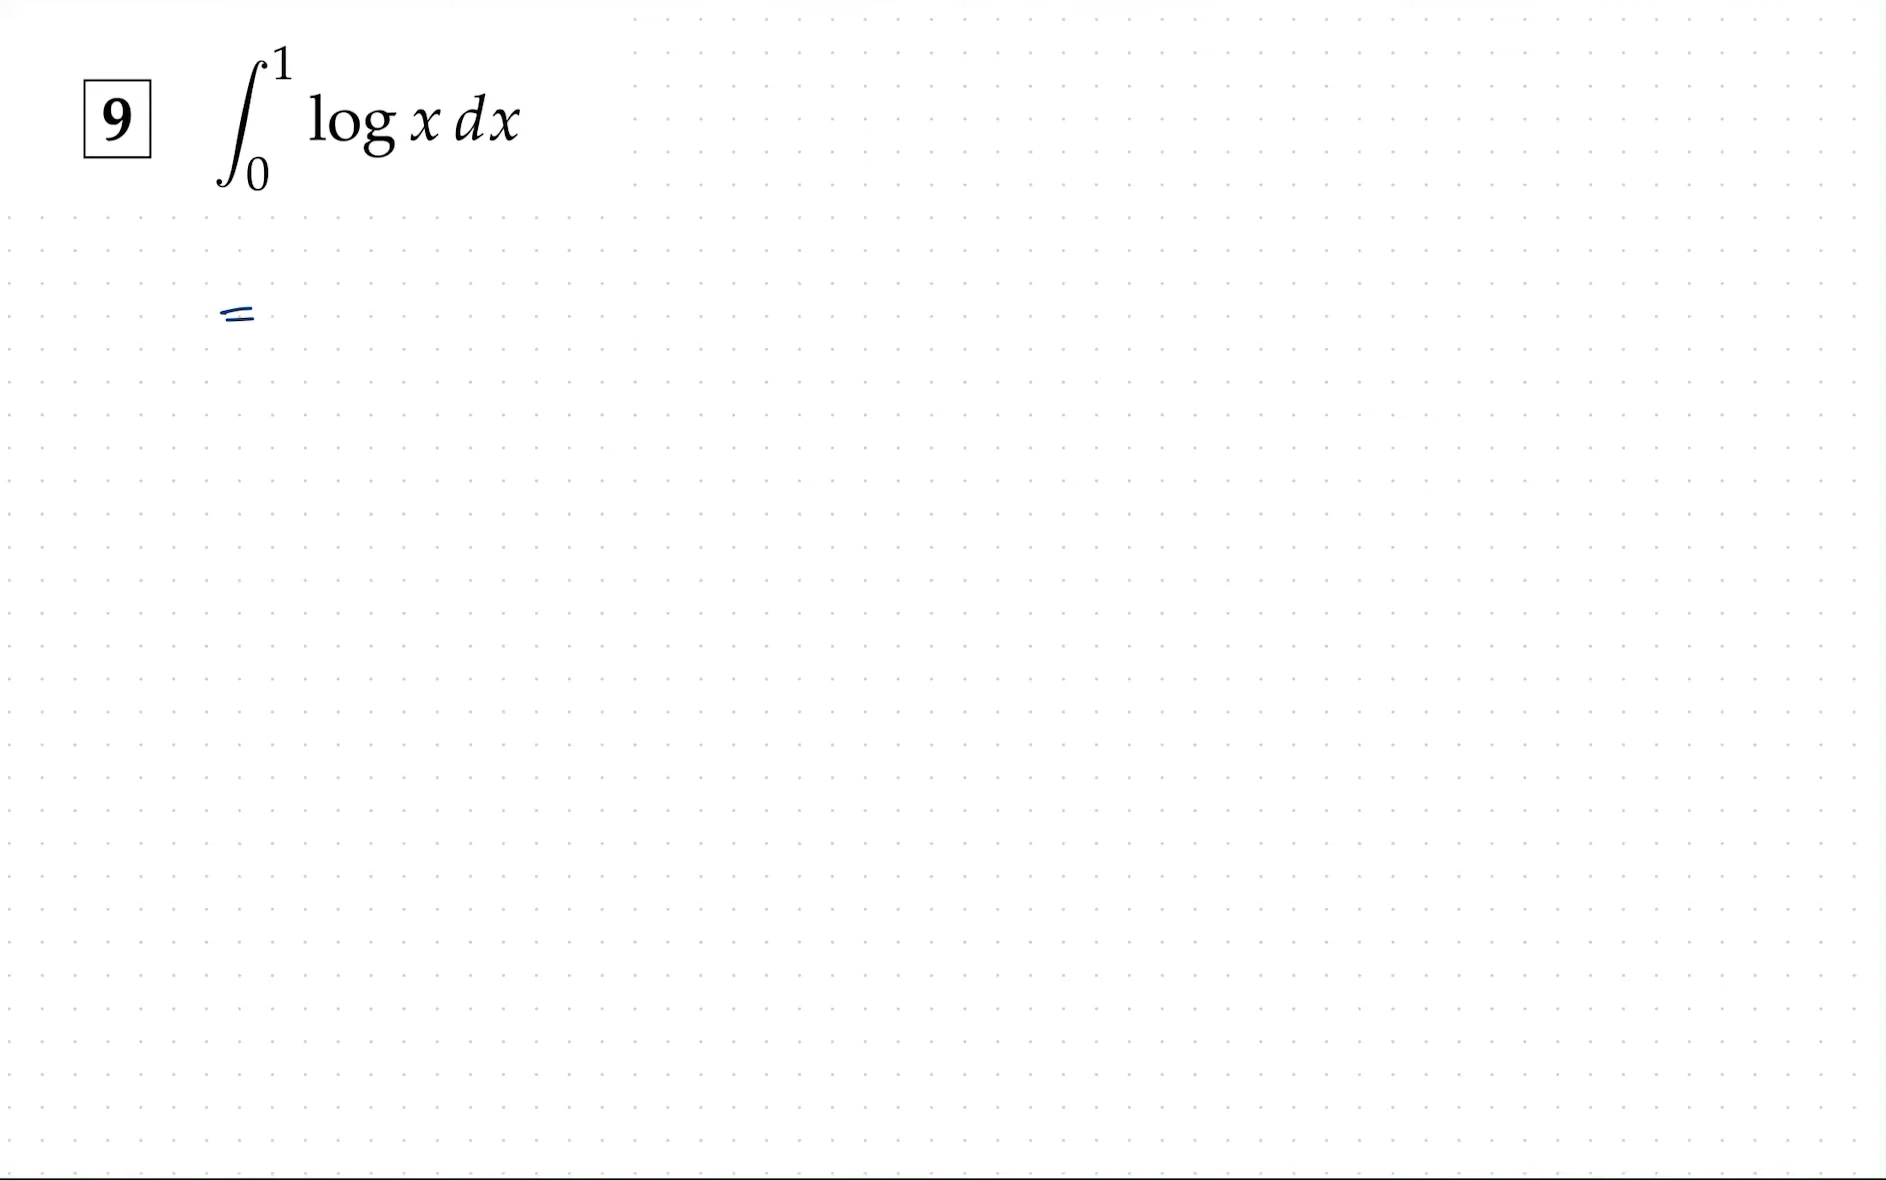 9 ∫₀¹ log x dx
=